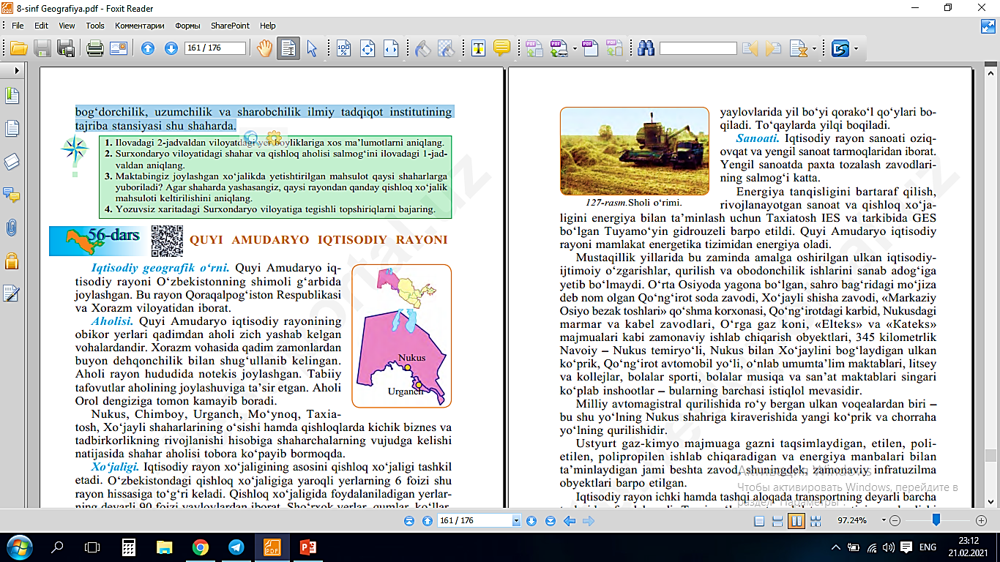 8-sinf Geografiya.pdf - Foxit Reader
File Edit View Tools Комментарии Формы SharePoint Help
161 / 176
bog‘dorchilik, uzumchilik va sharobchilik ilmiy tadqiqot institutining
tajriba stansiyasi shu shaharda.
1. Ilovadagi 2-jadvaldan viloyatdagi yer boyliklariga xos ma’lumotlarni aniqlang.
2. Surxondaryo viloyatidagi shahar va qishloq aholisi salmog‘ini ilovadagi 1-jad-
valdan aniqlang.
3. Maktabingiz joylashgan xo‘jalikda yetishtirilgan mahsulot qaysi shaharlarga
yuboriladi? Agar shaharda yashasangiz, qaysi rayondan qanday qishloq xo‘jalik
mahsuloti keltirilishini aniqlang.
4. Yozuvsiz xaritadagi Surxondaryo viloyatiga tegishli topshiriqlarni bajaring.
56-dars
QUYI AMUDARYO IQTISODIY RAYONI
Iqtisodiy geografik o‘rni. Quyi Amudaryo iq-
tisodiy rayoni O‘zbekistonning shimoli g‘arbida
joylashgan. Bu rayon Qoraqalpog‘iston Respublikasi
va Xorazm viloyatidan iborat.
Aholisi. Quyi Amudaryo iqtisodiy rayonining
obikor yerlari qadimdan aholi zich yashab kelgan
vohalardandir. Xorazm vohasida qadim zamonlardan
buyon dehqonchilik bilan shug‘ullanib kelingan.
Aholi rayon hududida notekis joylashgan. Tabiiy
tafovutlar aholining joylashuviga ta’sir etgan. Aholi
Orol dengiziga tomon kamayib boradi.
Nukus
Urganch
Nukus, Chimboy, Urganch, Mo‘ynoq, Taxia-
tosh, Xo‘jayli shaharlarining o‘sishi hamda qishloqlarda kichik biznes va
tadbirkorlikning rivojlanishi hisobiga shaharchalarning vujudga kelishi
natijasida shahar aholisi tobora ko‘payib bormoqda.
Xo‘jaligi. Iqtisodiy rayon xo‘jaligining asosini qishloq xo‘jaligi tashkil
etadi. O‘zbekistondagi qishloq xo‘jaligiga yaroqli yerlarning 6 foizi shu
rayon hissasiga to‘g‘ri keladi. Qishloq xo‘jaligida foydalaniladigan yerlar-
ning deyarli 90 foizi yaylovlardan iborat. Sho‘rxok yerlar, qumlar, ko‘llar,
127-rasm.Sholi o‘rimi.
yaylovlarida yil bo‘yi qorako‘l qo‘ylari bo-
qiladi. To‘qaylarda yilqi boqiladi.
Sanoati. Iqtisodiy rayon sanoati oziq-
ovqat va yengil sanoat tarmoqlaridan iborat.
Yengil sanoatda paxta tozalash zavodlari-
ning salmog‘i katta.
Energiya tanqisligini bartaraf qilish,
rivojlanayotgan sanoat va qishloq xo‘ja-
ligini energiya bilan ta’minlash uchun Taxiatosh IES va tarkibida GES
bo‘lgan Tuyamo‘yin gidrouzeli barpo etildi. Quyi Amudaryo iqtisodiy
rayoni mamlakat energetika tizimidan energiya oladi.
Mustaqillik yillarida bu zaminda amalga oshirilgan ulkan iqtisodiy-
ijtimoiy o‘zgarishlar, qurilish va obodonchilik ishlarini sanab adog‘iga
yetib bo‘lmaydi. O‘rta Osiyoda yagona bo‘lgan, sahro bag‘ridagi mo‘jiza
deb nom olgan Qo‘ng‘irot soda zavodi, Xo‘jayli shisha zavodi, «Markaziy
Osiyo bezak toshlari» qo‘shma korxonasi, Qo‘ng‘irotdagi karbid, Nukusdagi
marmar va kabel zavodlari, O‘rga gaz koni, «Elteks» va «Kateks»
majmualari kabi zamonaviy ishlab chiqarish obyektlari, 345 kilometrlik
Navoiy – Nukus temiryo‘li, Nukus bilan Xo‘jaylini bog‘laydigan ulkan
ko‘prik, Qo‘ng‘irot avtomobil yo‘li, o‘nlab umumta’lim maktablari, litsey
va kollejlar, bolalar sporti, bolalar musiqa va san’at maktablari singari
ko‘plab inshootlar – bularning barchasi istiqlol mevasidir.
Milliy avtomagistral qurilishida ro‘y bergan ulkan voqealardan biri –
bu shu yo‘lning Nukus shahriga kiraverishida yangi ko‘prik va chorraha
yo‘lning qurilishidir.
Ustyurt gaz-kimyo majmuaga gazni taqsimlaydigan, etilen, poli-
etilen, polipropilen ishlab chiqaradigan va energiya manbalari bilan
ta’minlaydigan jami beshta zavod, shuningdek, zamonaviy infratuzilma
obyektlari barpo etilgan.
Iqtisodiy rayon ichki hamda tashqi aloqada transportning deyarli barcha
Активация Windows
Чтобы активировать Windows, перейдите в
раздел "Параметры".
161 / 176
97.24%
ENG
23:12
21.02.2021